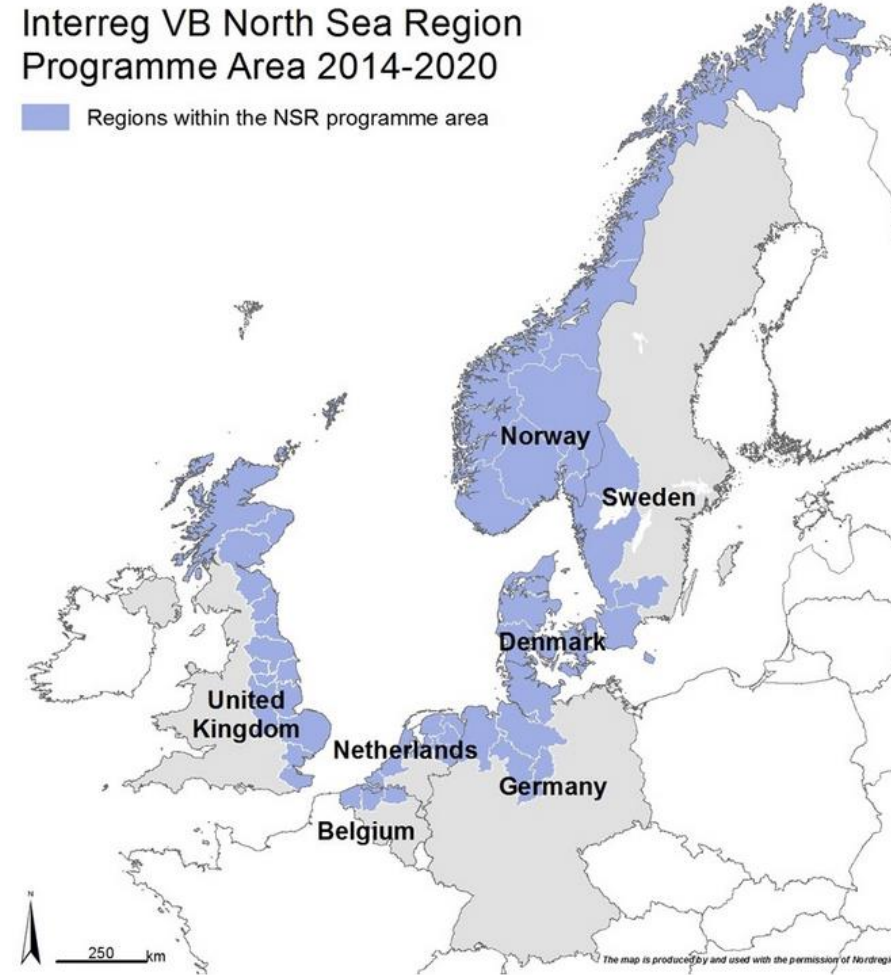 Interreg VB North Sea Region
Programme Area 2014-2020
Regions within the NSR programme area
Norway
Sweden
Denmark
United
Kingdom
Netherlands
Germany
Belgium
N
250 km
The map is produced by and used with the permission of Nordregio